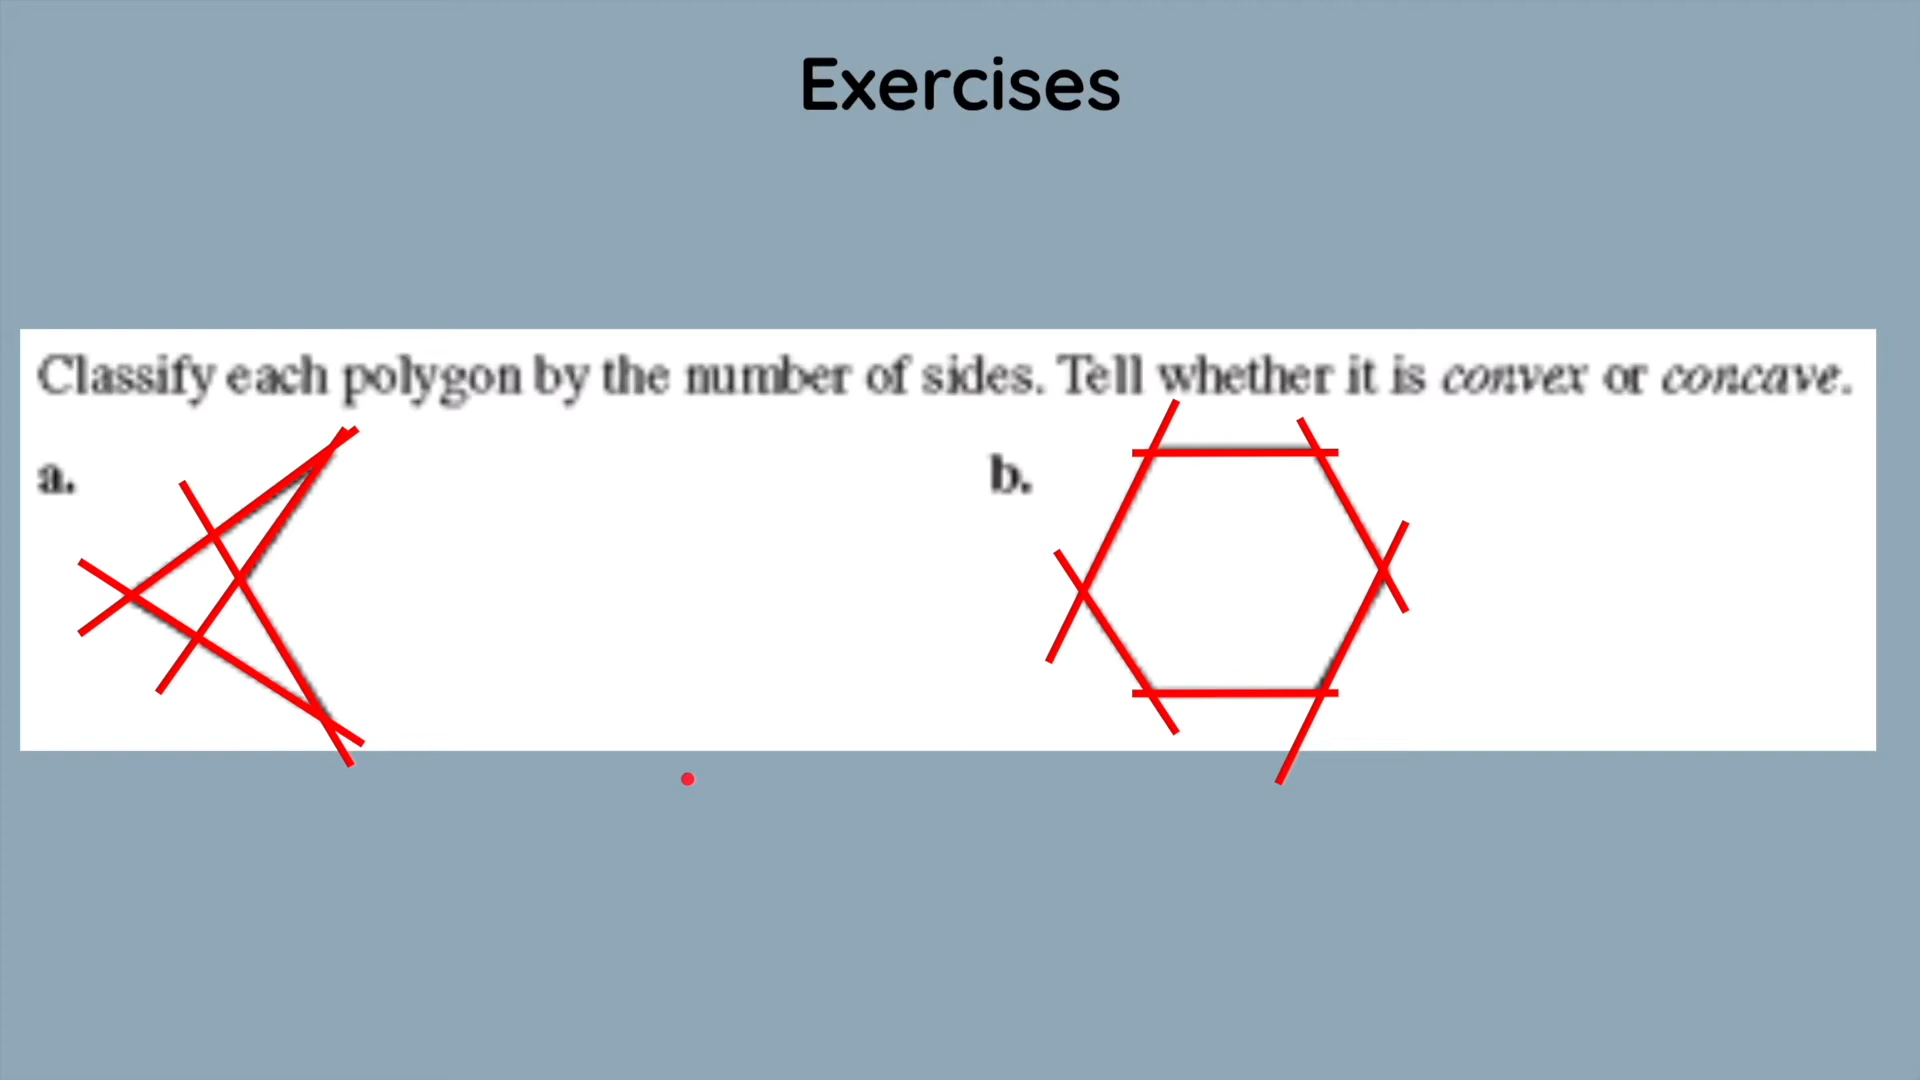 Exercises
Classify each polygon by the number of sides. Tell whether it is convex or concave.
a.
b.